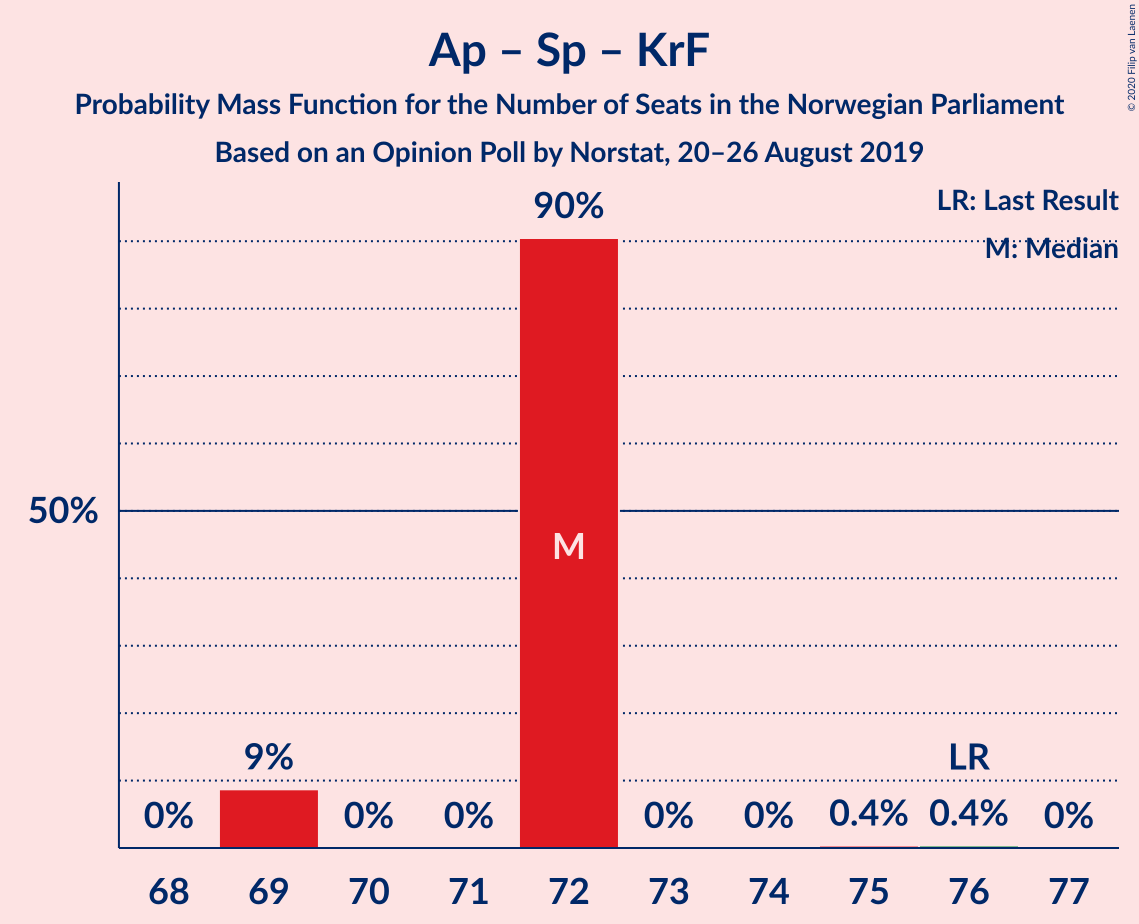 Ap – Sp – KrF
Probability Mass Function for the Number of Seats in the Norwegian Parliament
Based on an Opinion Poll by Norstat, 20–26 August 2019
© 2020 Filip van Laenen
LR: Last Result
M: Median
90%
50%
M
9%
LR
0% 0% 0% 0% 0% 0.4% 0.4% 0%
68 69 70 71 72 73 74 75 76 77